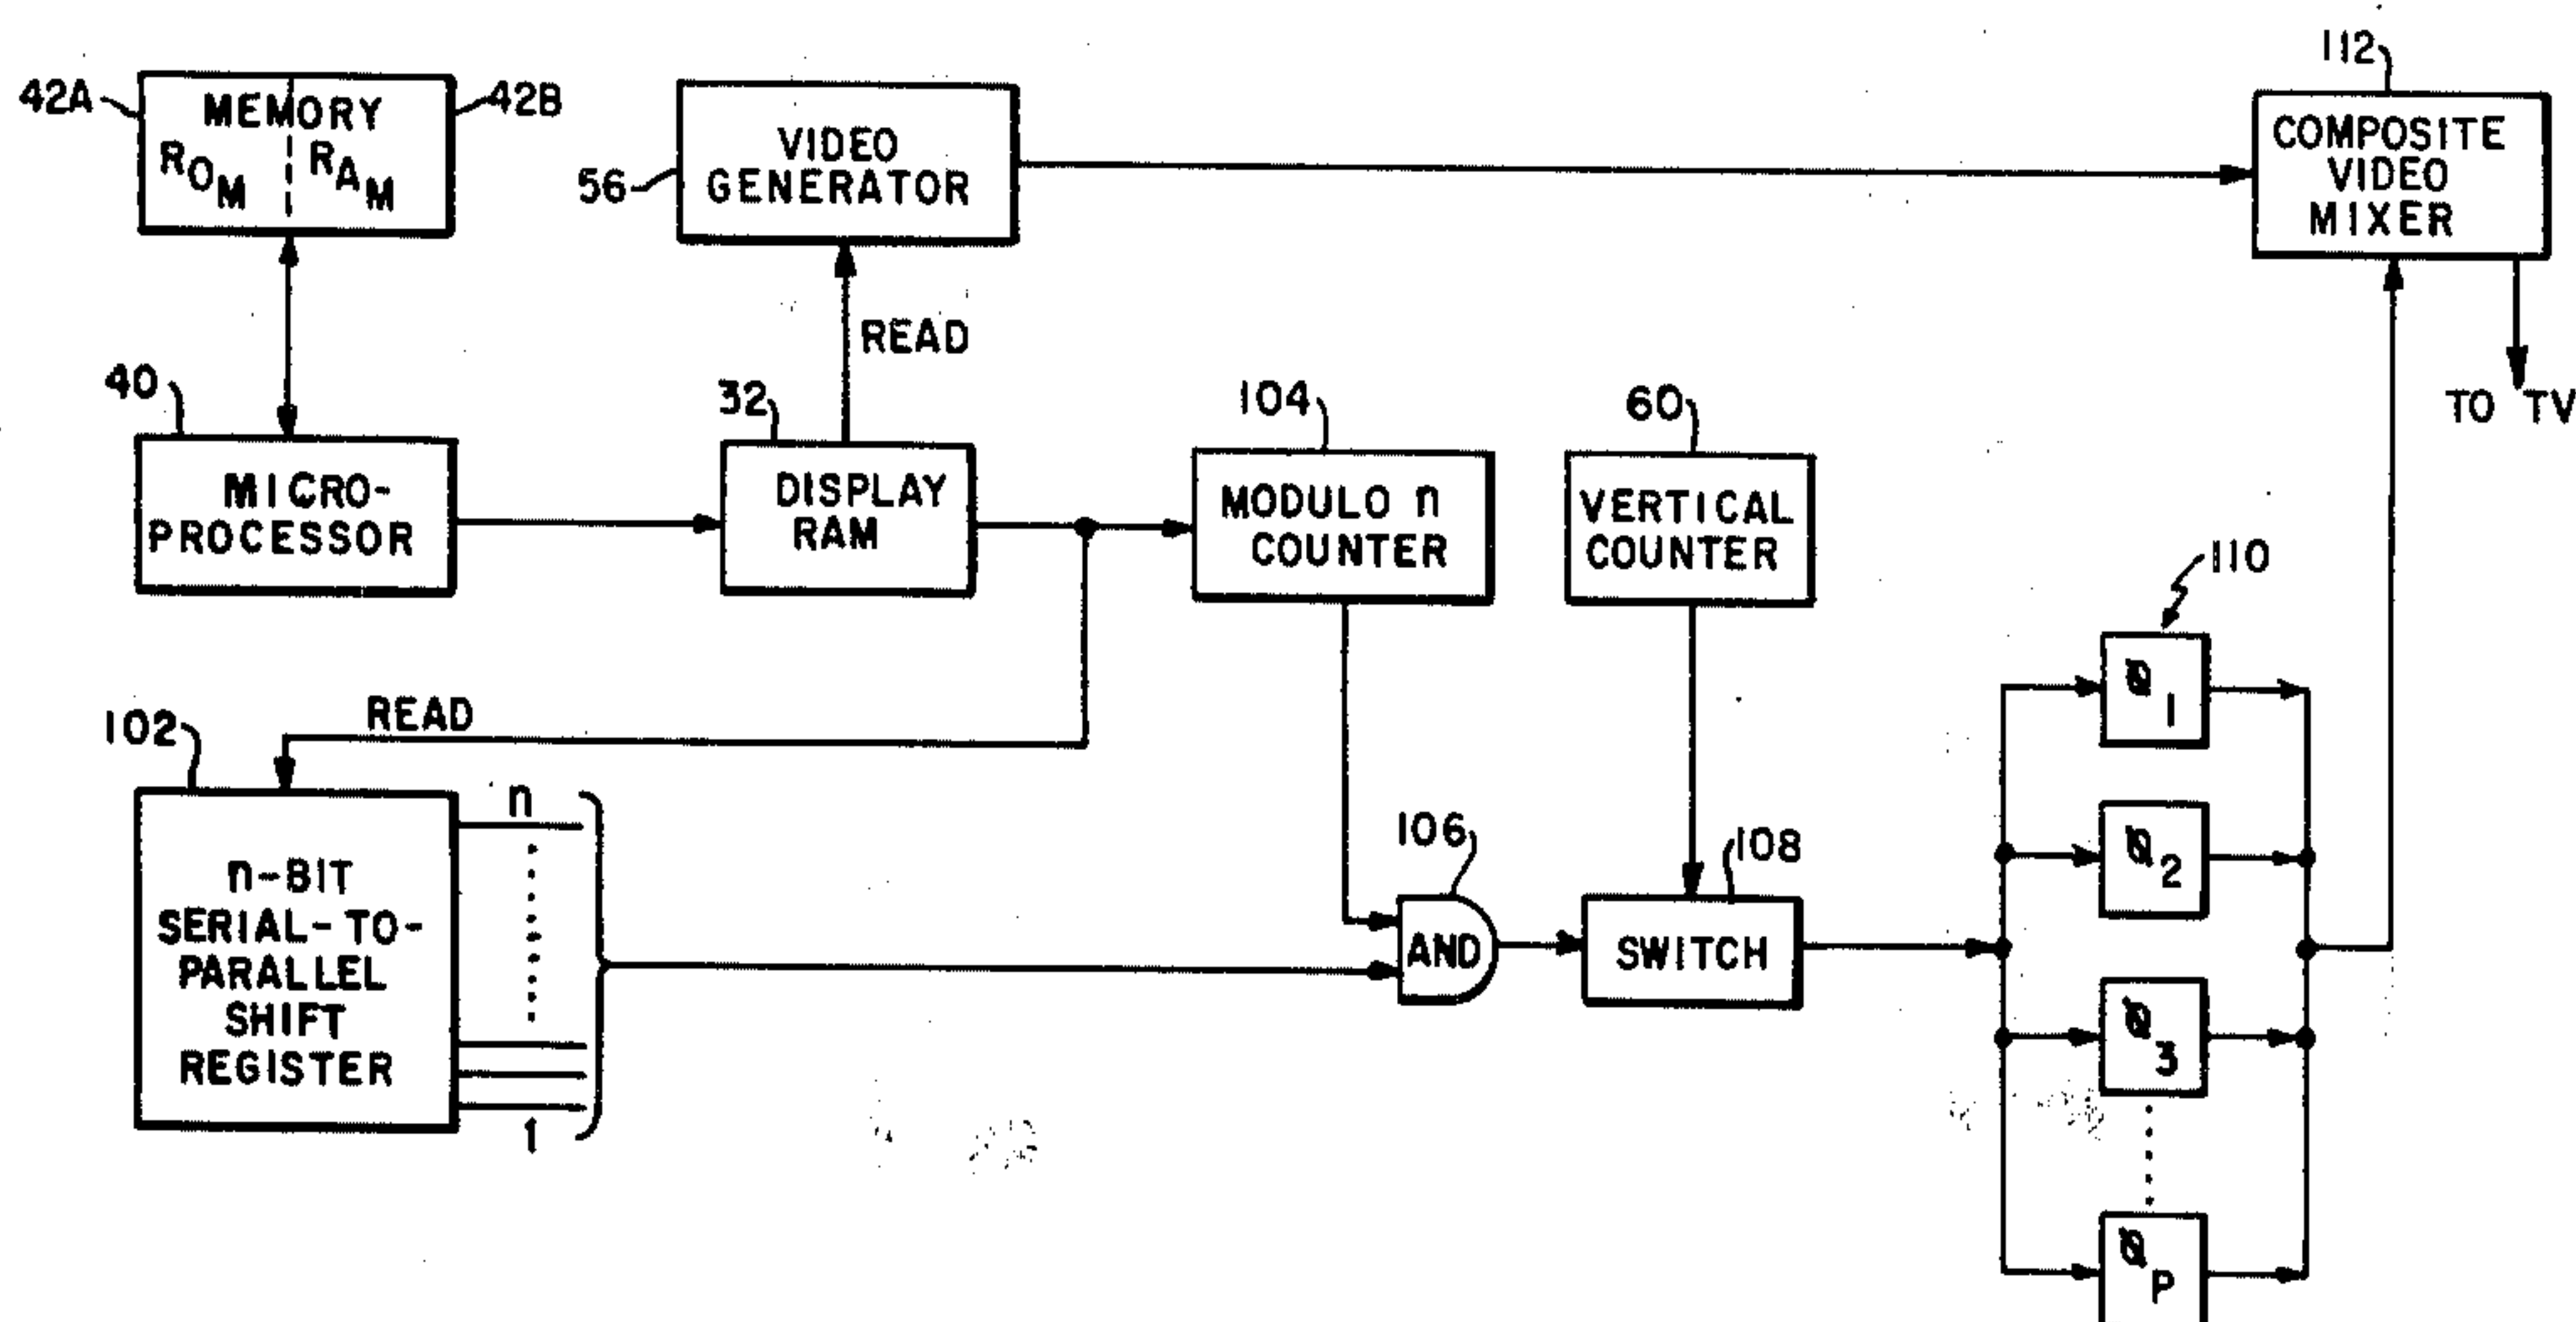 112
42A
MEMORY
ROM
RAM
42B
VIDEO
GENERATOR
56
COMPOSITE
VIDEO
MIXER
READ
TO TV
40
32
104
60
MICRO-
PROCESSOR
DISPLAY
RAM
MODULO n
COUNTER
VERTICAL
COUNTER
110
102
READ
Ø1
n
n-BIT
SERIAL-TO-
PARALLEL
SHIFT
REGISTER
1
106
AND
108
SWITCH
Ø2
Ø3
ØP